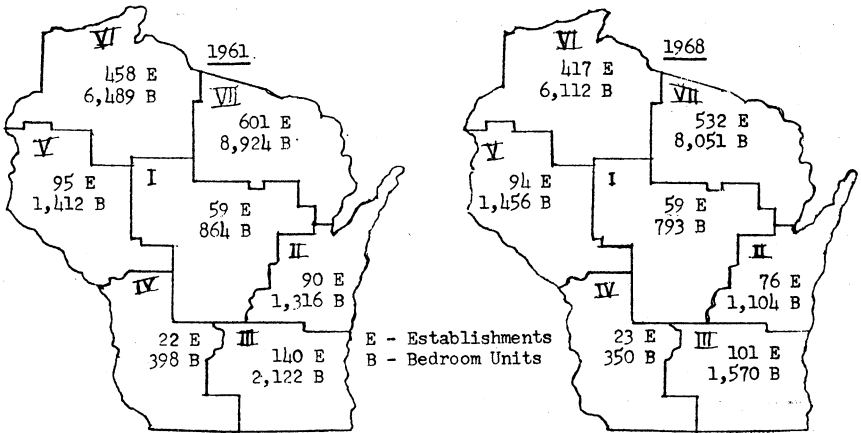 1961
VI
458 E
6,489 B
VII
601 E
8,924 B
V
95 E
1,412 B
I
59 E
864 B
II
90 E
1,316 B
IV
22 E
398 B
III
140 E
2,122 B
E - Establishments
B - Bedroom Units
1968
VI
417 E
6,112 B
VII
532 E
8,051 B
V
94 E
1,456 B
I
59 E
793 B
II
76 E
1,104 B
IV
23 E
350 B
III
101 E
1,570 B